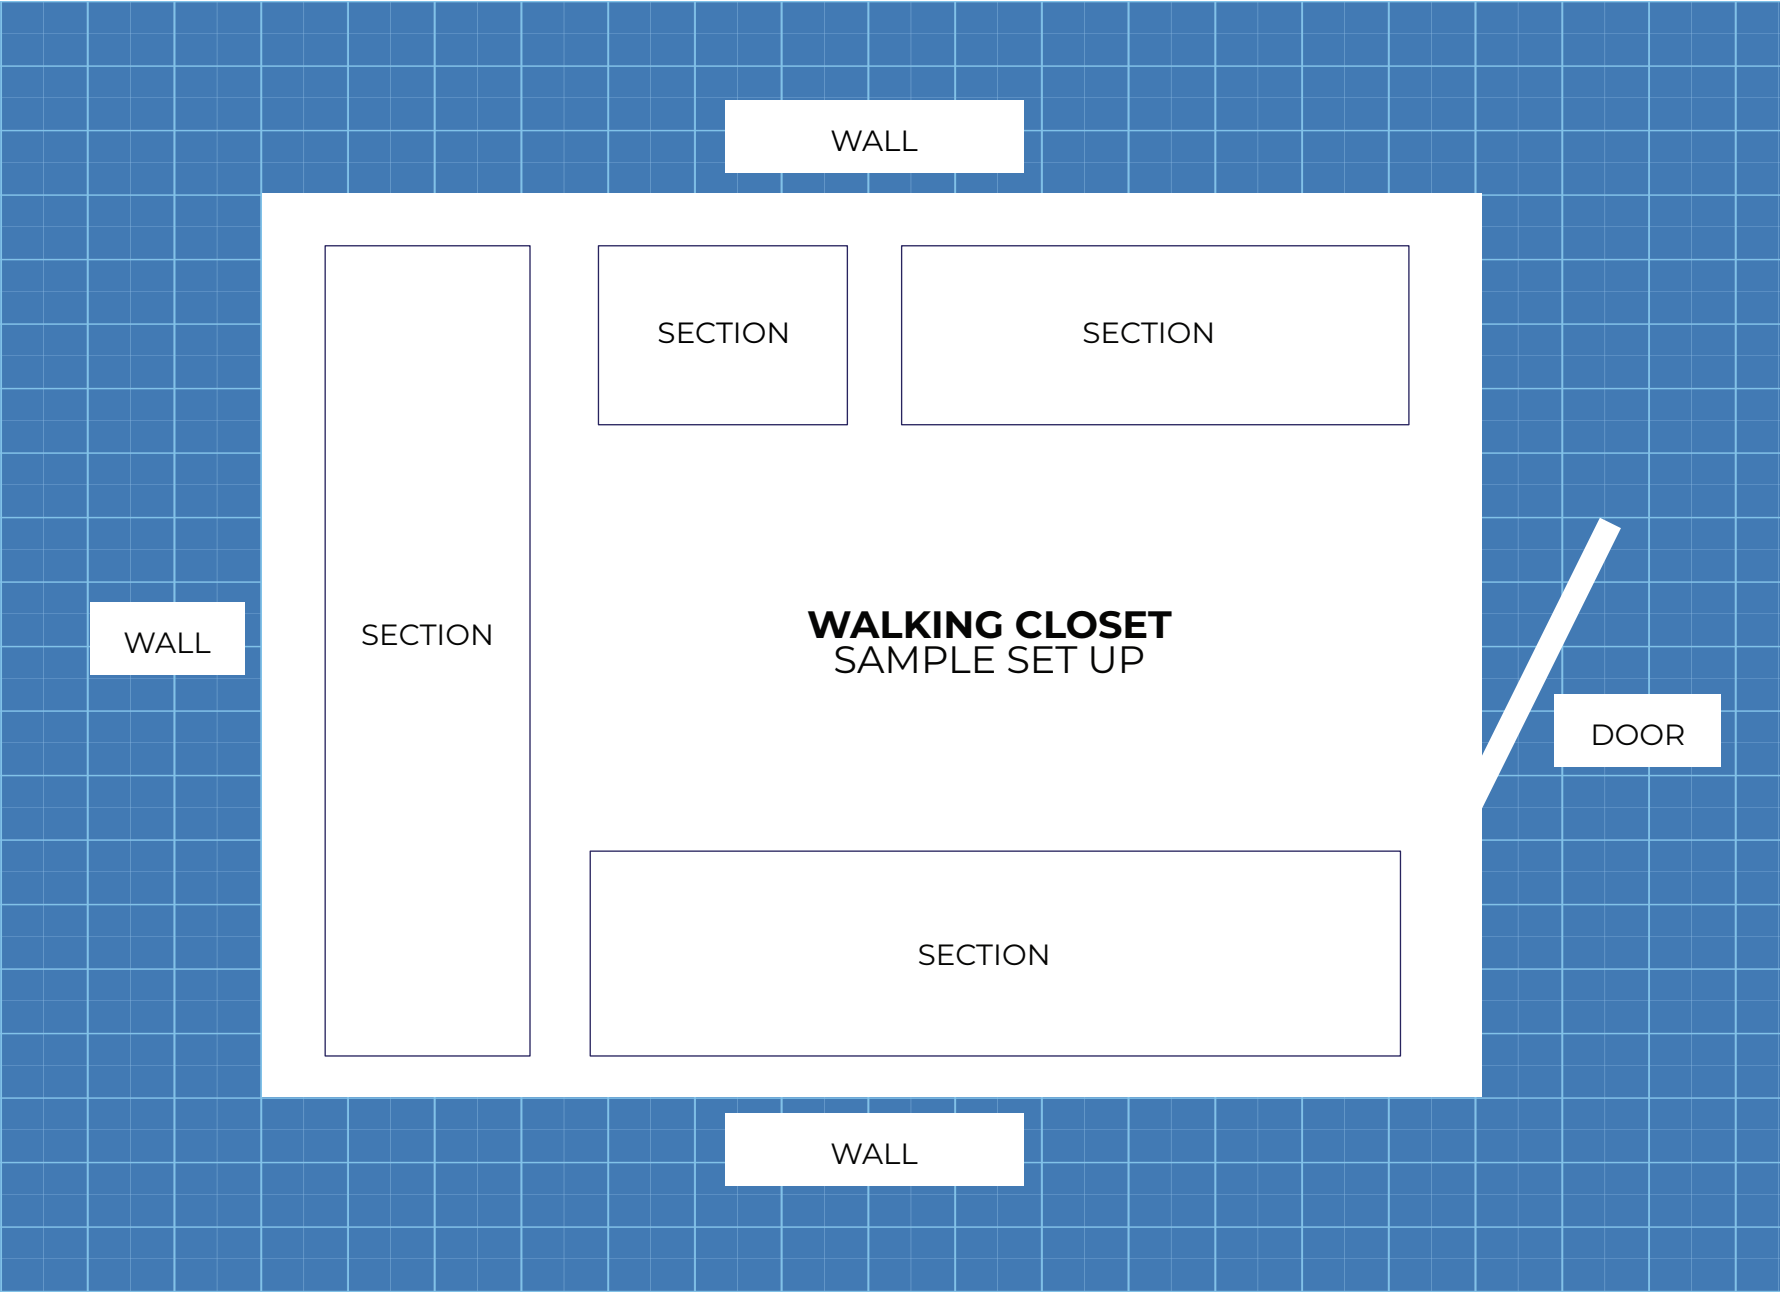 WALL
SECTION
SECTION
SECTION
WALL
WALKING CLOSET
SAMPLE SET UP
DOOR
SECTION
WALL